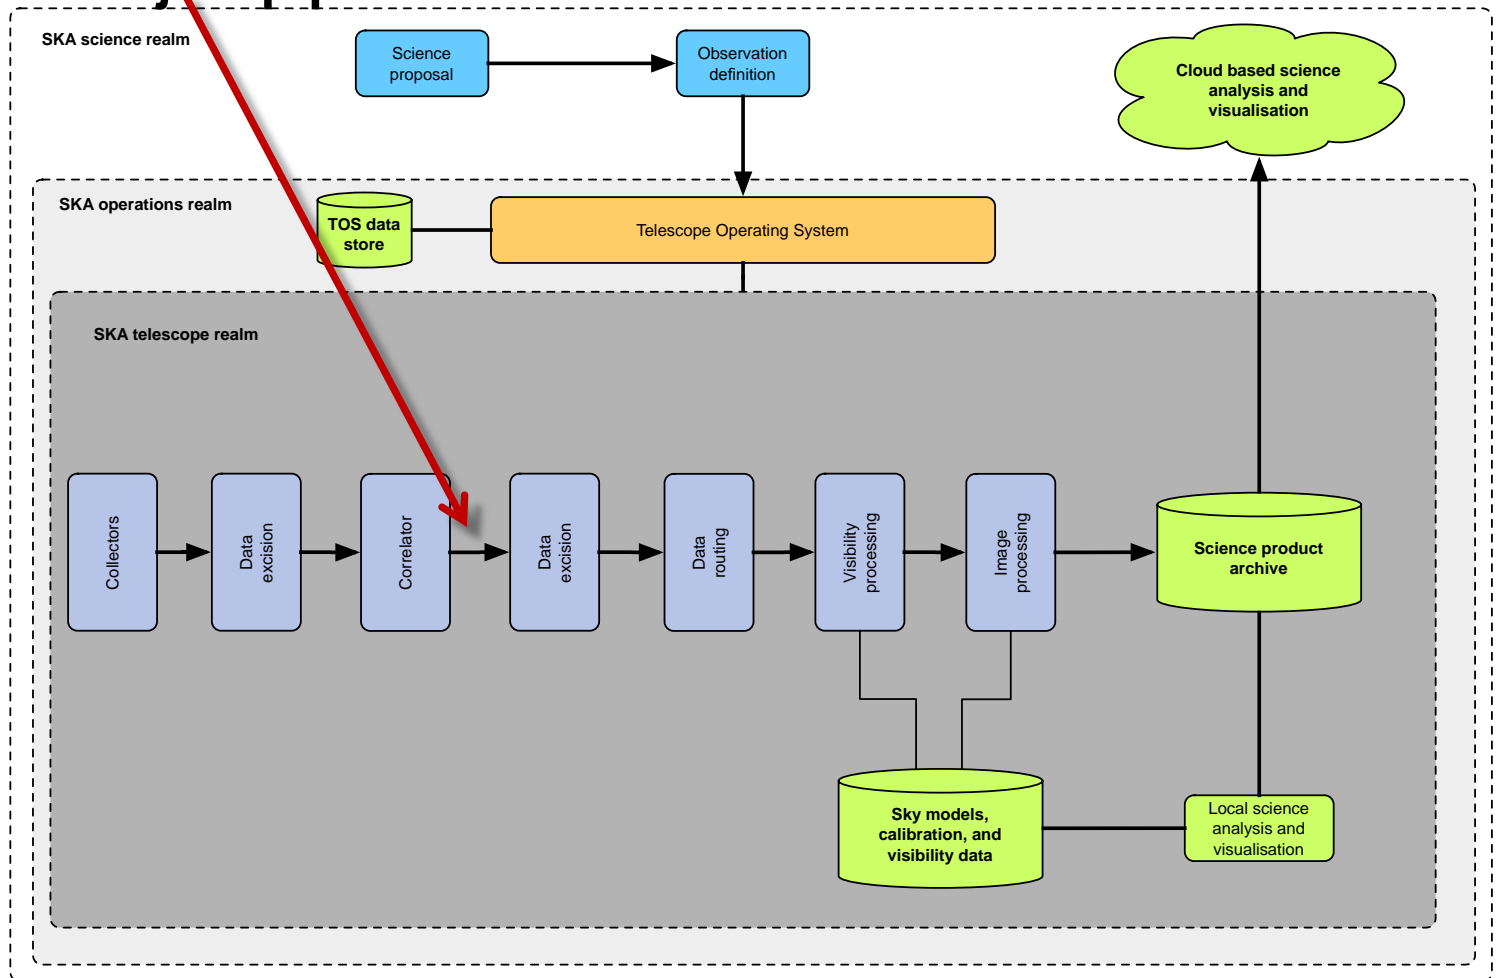 SKA science realm
Science
proposal
Observation
definition
Cloud based science
analysis and
visualisation
SKA operations realm
TOS data
store
Telescope Operating System
SKA telescope realm
Collectors
Data
excision
Correlator
Data
excision
Data
routing
Visibility
processing
Image
processing
Science product
archive
Sky models,
calibration, and
visibility data
Local science
analysis and
visualisation